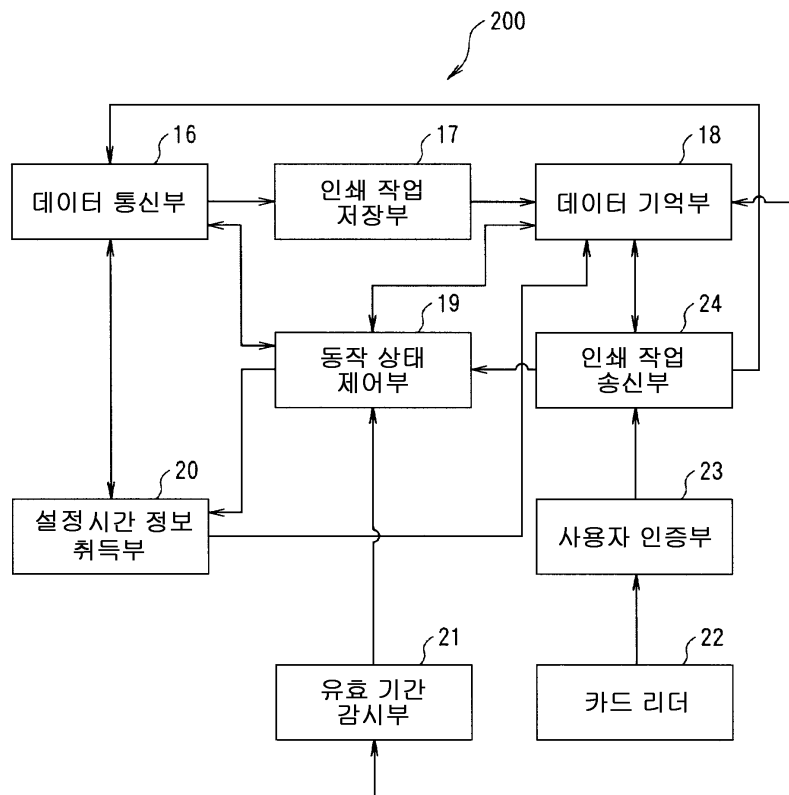 200
16
데이터 통신부
17
인쇄 작업
저장부
18
데이터 기억부
19
동작 상태
제어부
24
인쇄 작업
송신부
20
설정시간 정보
취득부
23
사용자 인증부
21
유효 기간
감시부
22
카드 리더